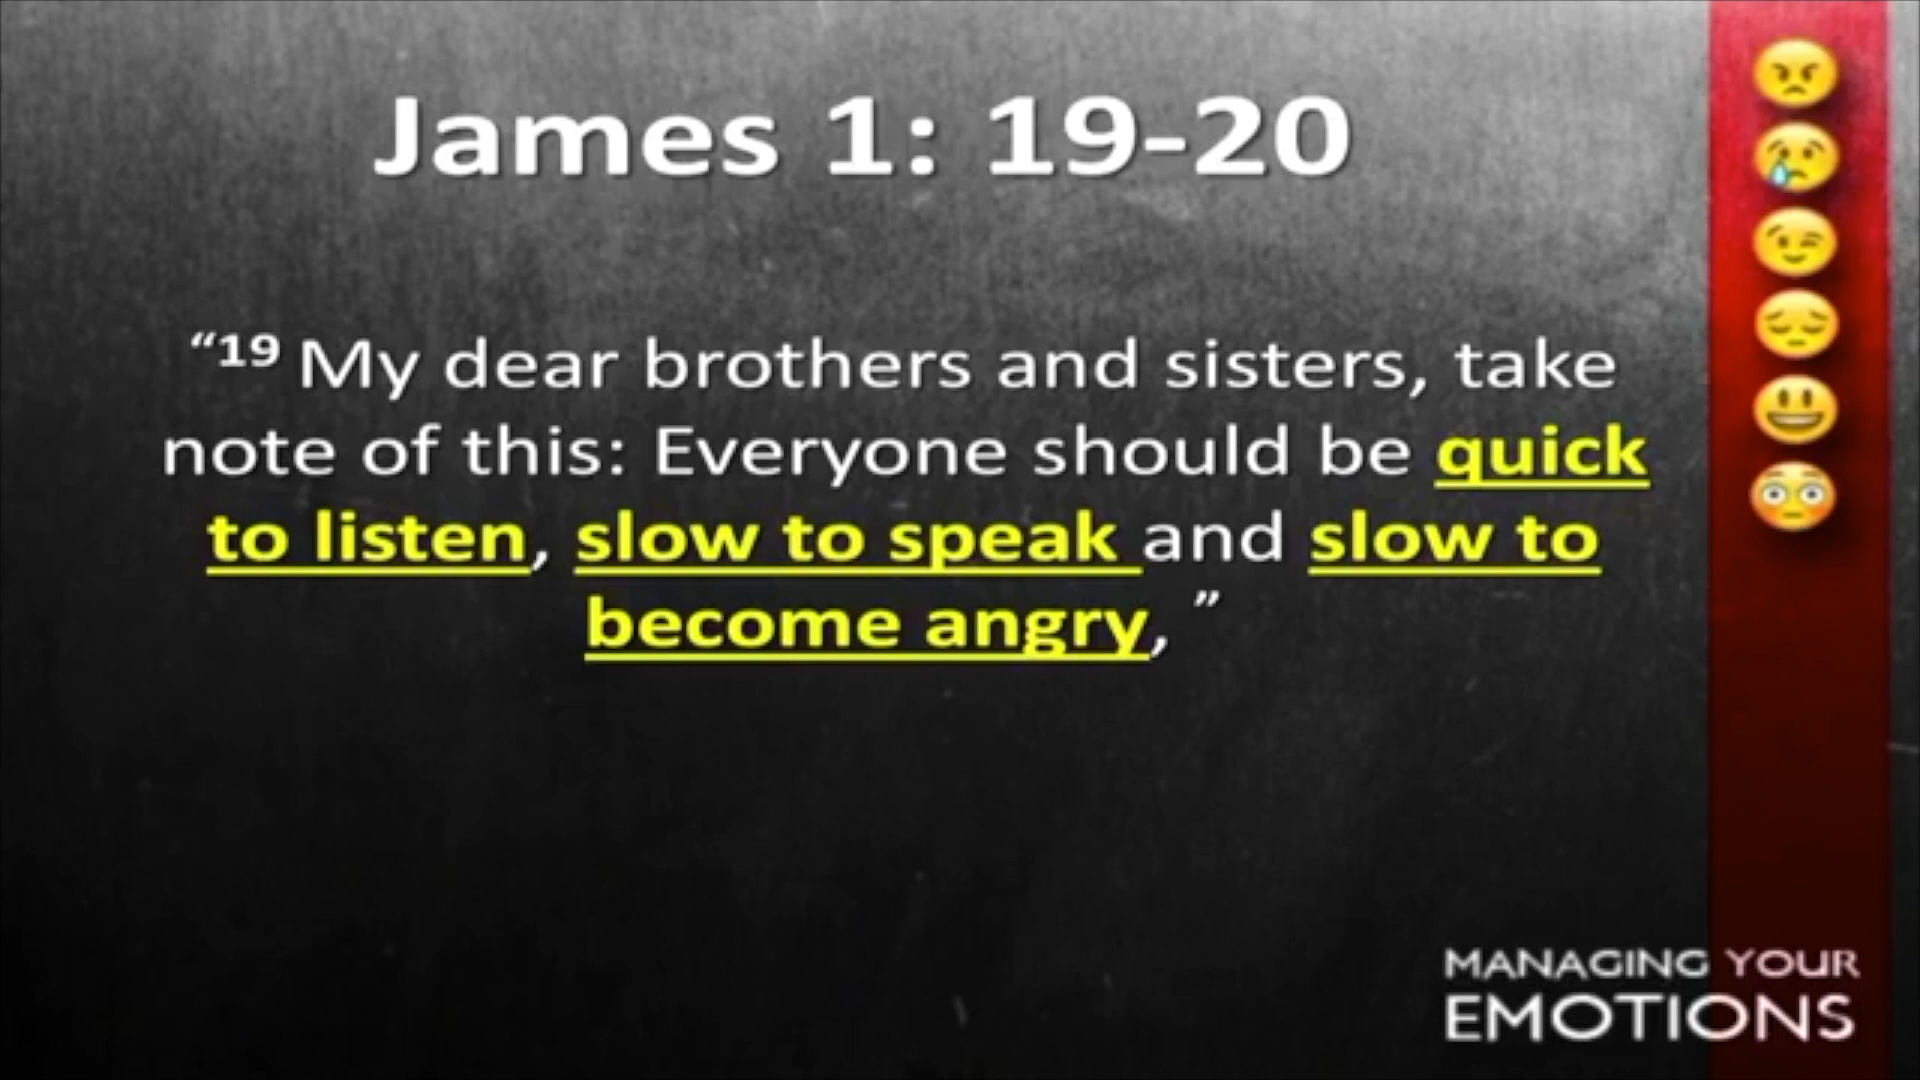 James 1: 19-20
“19 My dear brothers and sisters, take
note of this: Everyone should be quick
to listen, slow to speak and slow to
become angry, ”
MANAGING YOUR
EMOTIONS